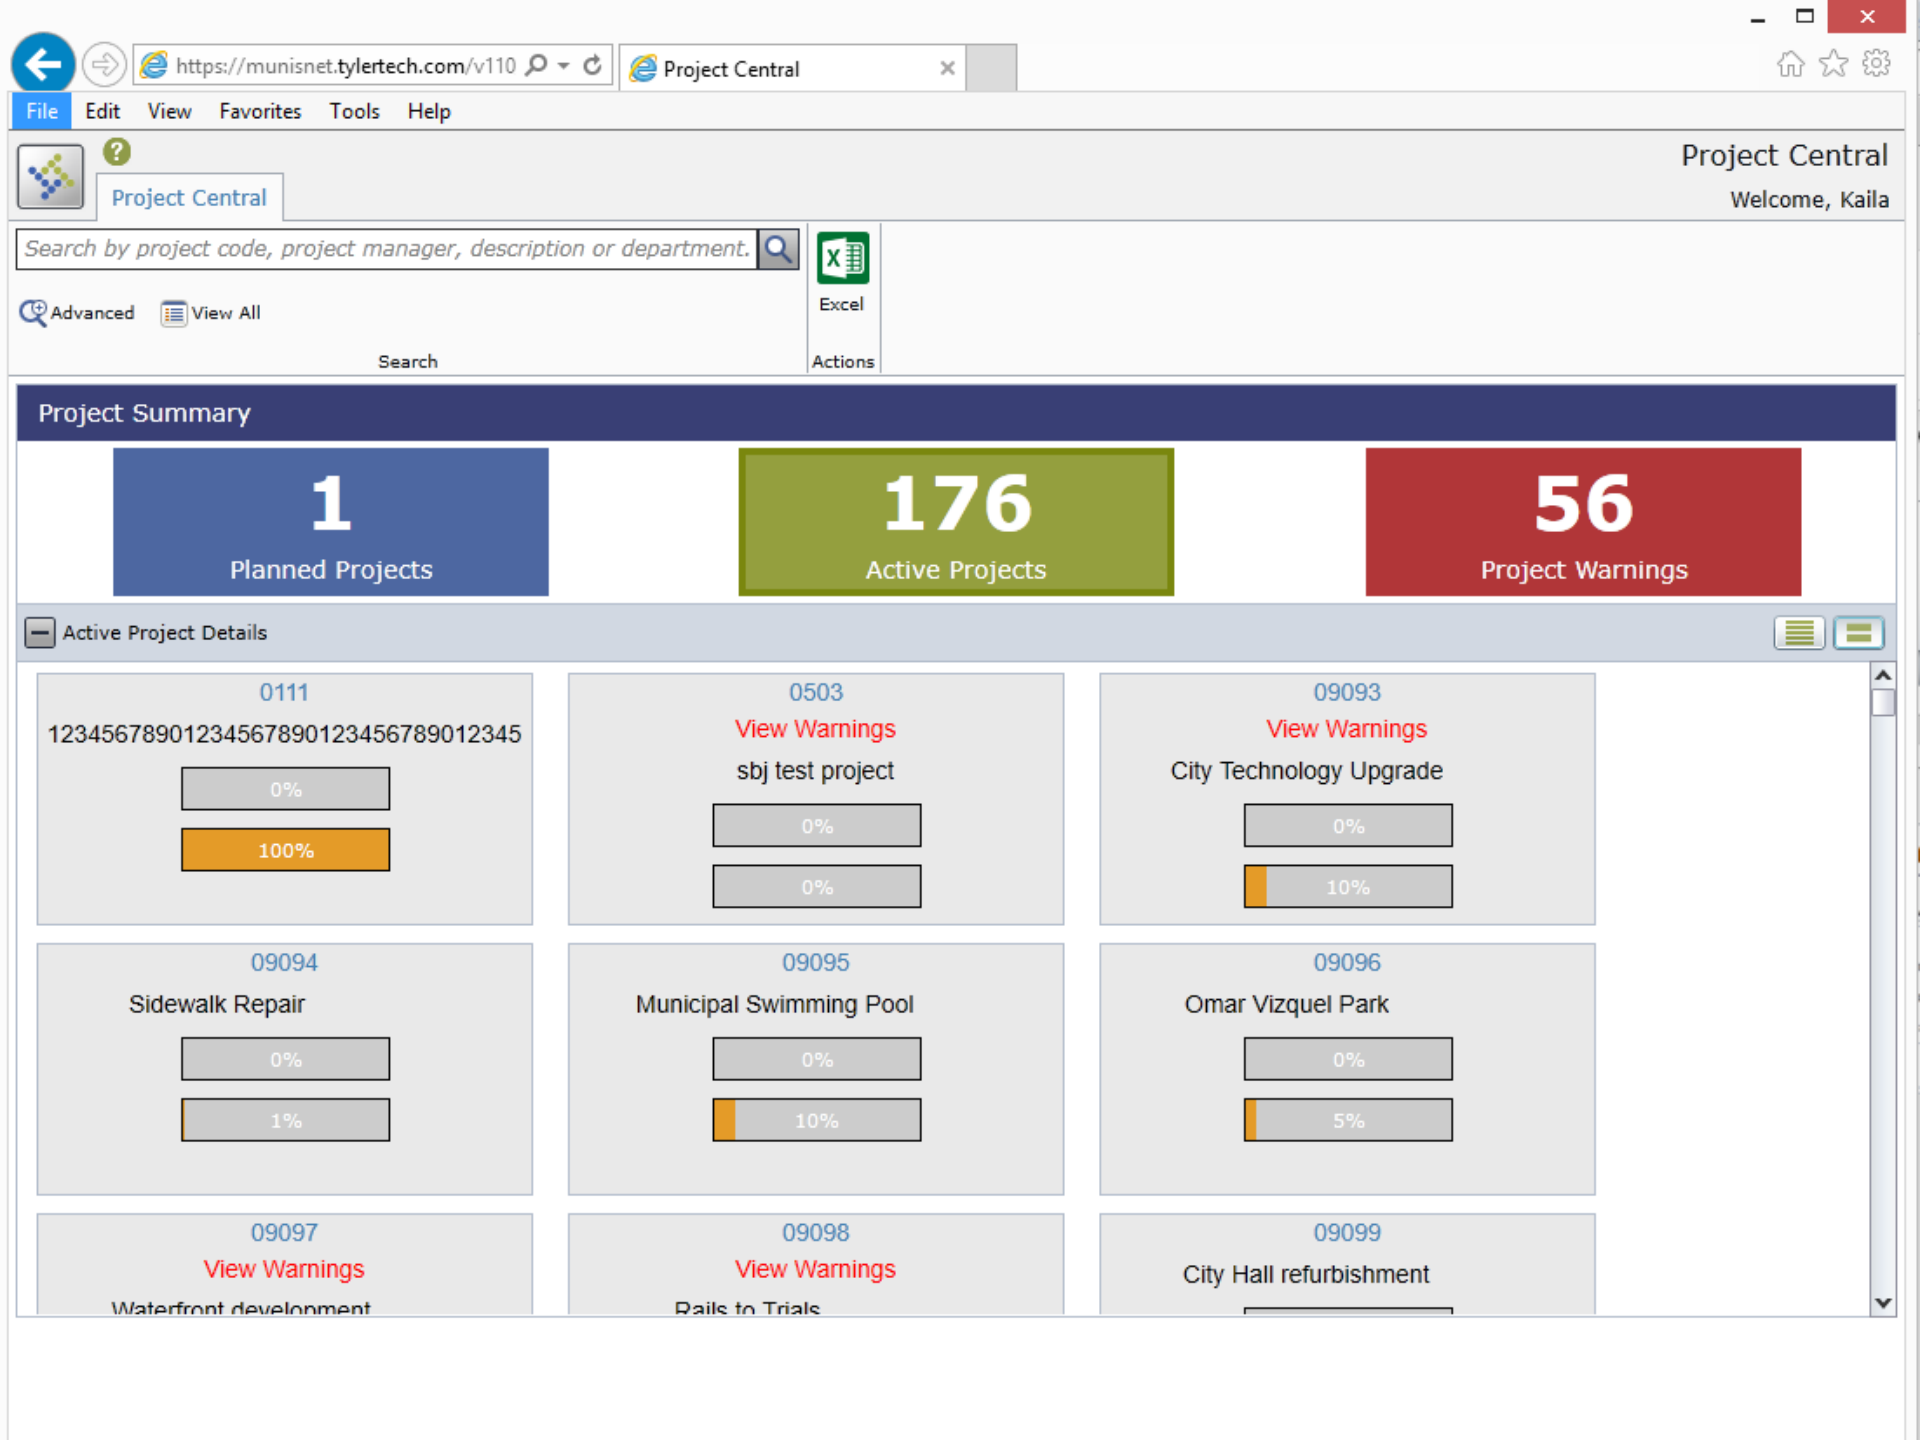 https://munisnet.tylertech.com/v110
Project Central
File Edit View Favorites Tools Help
?
Project Central
Project Central
Welcome, Kaila
Search by project code, project manager, description or department.
Advanced View All
Excel
Search
Actions
Project Summary
1
Planned Projects
176
Active Projects
56
Project Warnings
Active Project Details
0111
12345678901234567890123456789012345
0%
100%
0503
View Warnings
sbj test project
0%
0%
09093
View Warnings
City Technology Upgrade
0%
10%
09094
Sidewalk Repair
0%
1%
09095
Municipal Swimming Pool
0%
10%
09096
Omar Vizquel Park
0%
5%
09097
View Warnings
Waterfront development
09098
View Warnings
Rails to Trials
09099
City Hall refurbishment